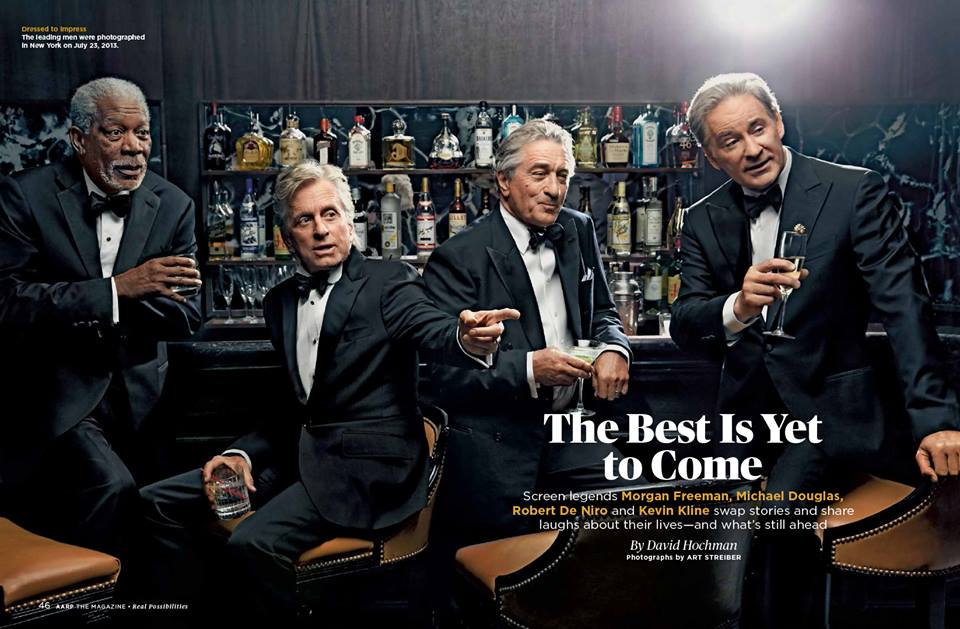 Dressed to Impress
The leading men were photographed
in New York on July 23, 2013.
The Best Is Yet
to Come
Screen legends Morgan Freeman, Michael Douglas,
Robert De Niro and Kevin Kline swap stories and share
laughs about their lives—and what's still ahead
By David Hochman
Photographs by ART STREIBER
46 AARP THE MAGAZINE • Real Possibilities